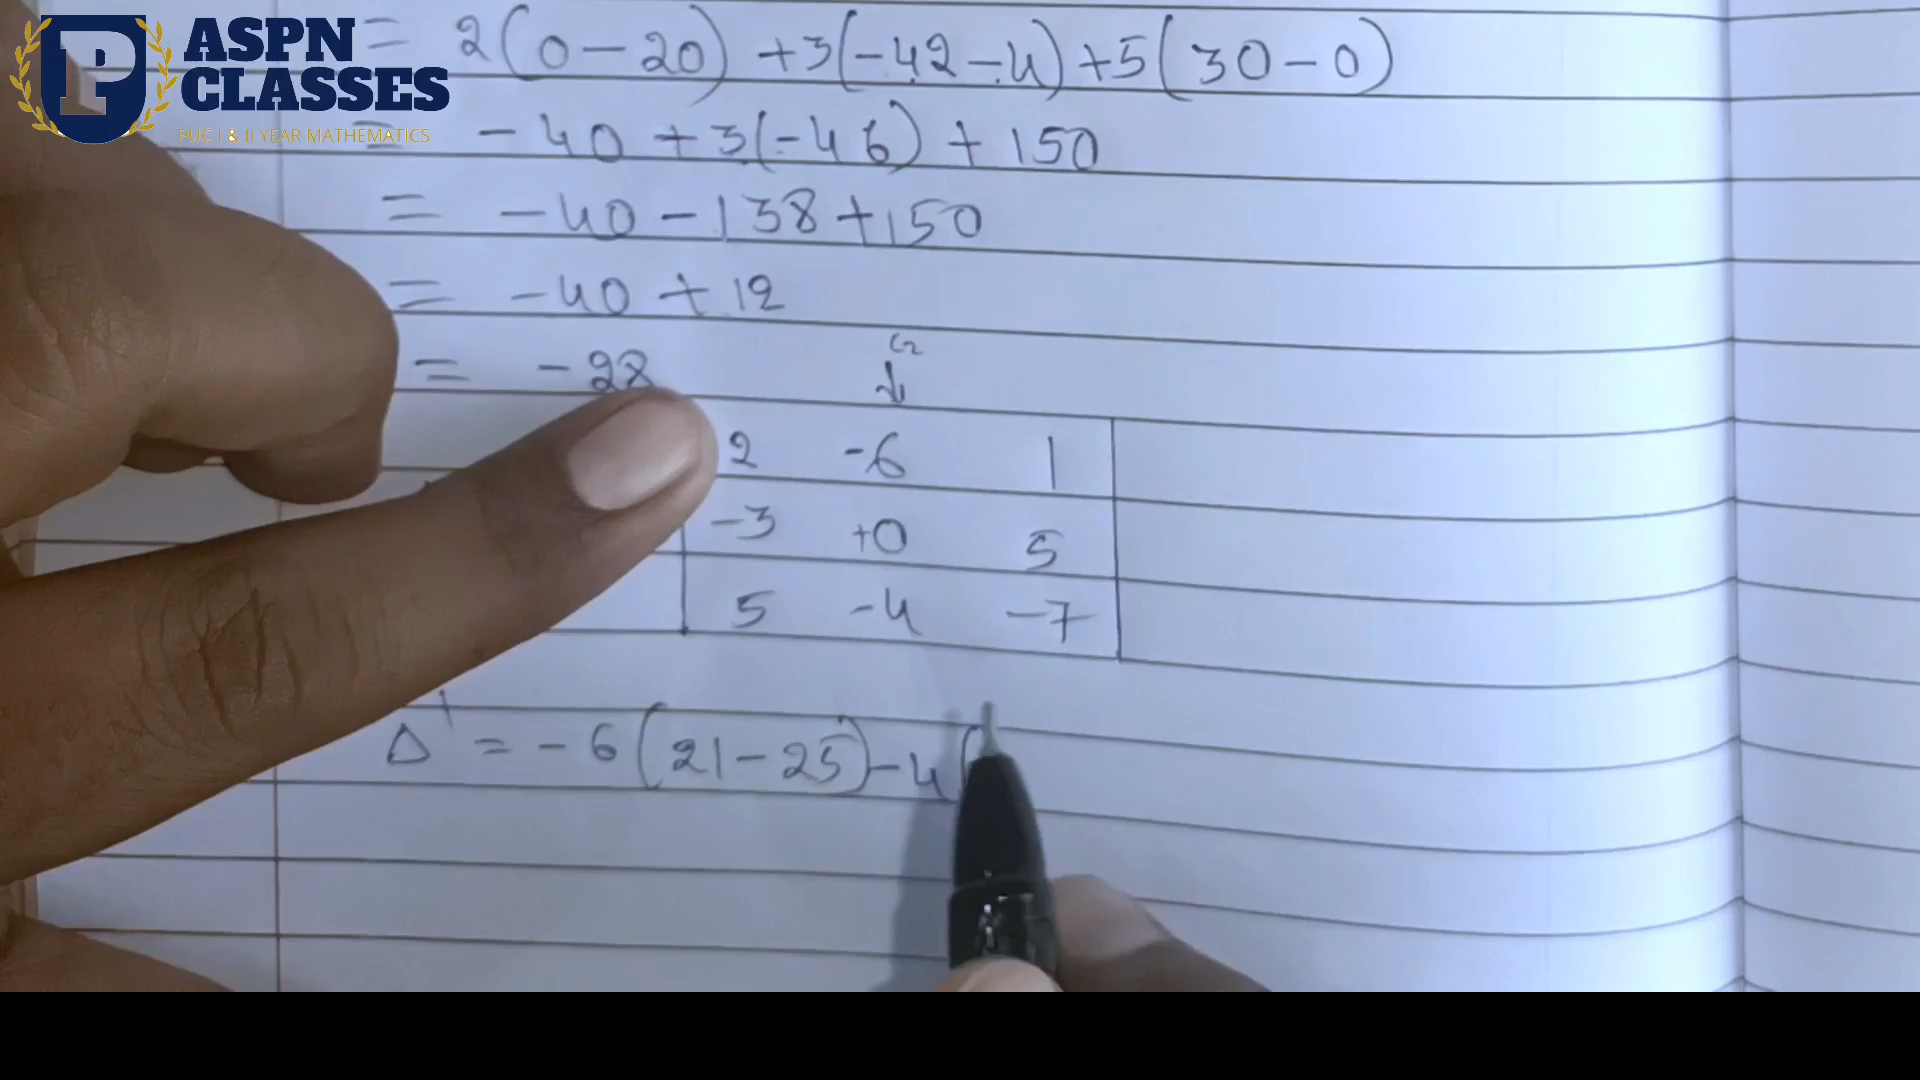 ASPN
CLASSES
PUC I & II YEAR MATHEMATICS
= 2(0-20) +3(-42-4)+5(30-0)
= -40 +3(-46) + 150
= -40-138+150
= -40 + 12
= -28
C2
↓
2 -6 1
-3 +0 5
5 -4 -7
Δ' = -6(21-25)-4(